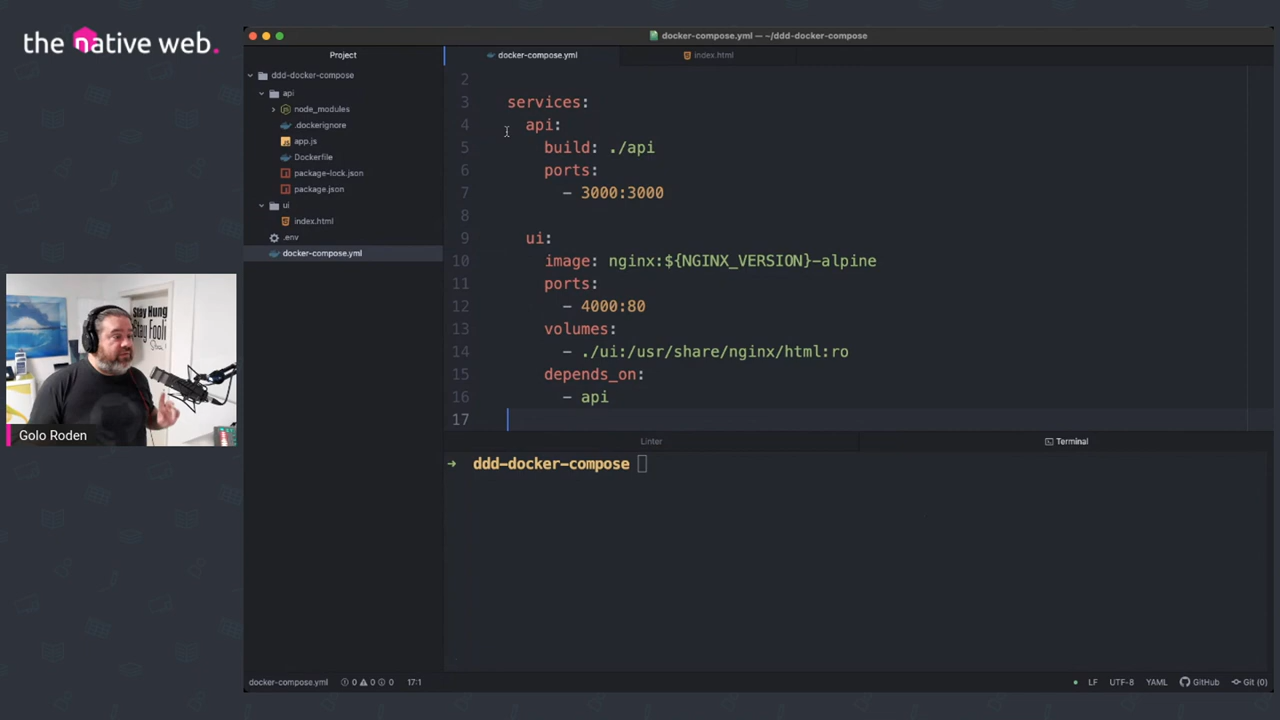 the native web.
docker-compose.yml — ~/ddd-docker-compose
Project
docker-compose.yml
index.html
ddd-docker-compose
api
node_modules
.dockerignore
app.js
Dockerfile
package-lock.json
package.json
ui
index.html
.env
docker-compose.yml
2
3 services:
4 api:
5 build: ./api
6 ports:
7 - 3000:3000
8
9 ui:
10 image: nginx:${NGINX_VERSION}-alpine
11 ports:
12 - 4000:80
13 volumes:
14 - ./ui:/usr/share/nginx/html:ro
15 depends_on:
16 - api
17
Stay Hung
Stay Fooli
Golo Roden
Linter
Terminal
→ ddd-docker-compose
docker-compose.yml 0 0 0 17:1
LF UTF-8 YAML GitHub Git (0)